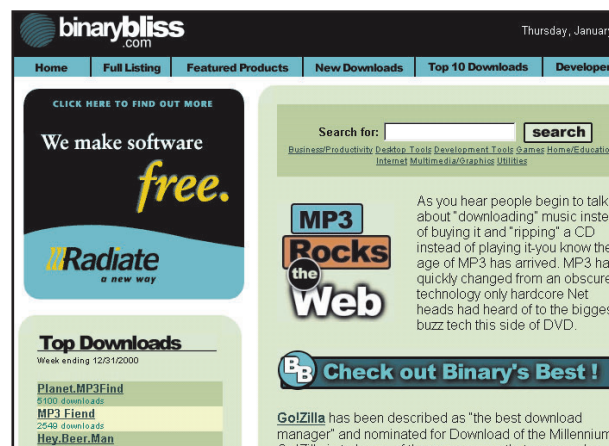 binarybliss
.com
Thursday, January
Home Full Listing Featured Products New Downloads Top 10 Downloads Developer
CLICK HERE TO FIND OUT MORE
We make software
free.
Radiate
a new way
Search for: search
Business/Productivity Desktop Tools Development Tools Games Home/Education
Internet Multimedia/Graphics Utilities
MP3
Rocks
the
Web
As you hear people begin to talk
about "downloading" music inste
of buying it and "ripping" a CD
instead of playing it-you know the
age of MP3 has arrived. MP3 ha
quickly changed from an obscure
technology only hardcore Net
heads had heard of to the bigges
buzz tech this side of DVD.
Top Downloads
Week ending 12/31/2000
Planet.MP3Find
5100 downloads
MP3 Fiend
2549 downloads
Hey.Beer.Man
BB Check out Binary's Best !
Go!Zilla has been described as "the best download
manager" and nominated for Download of the Millennium